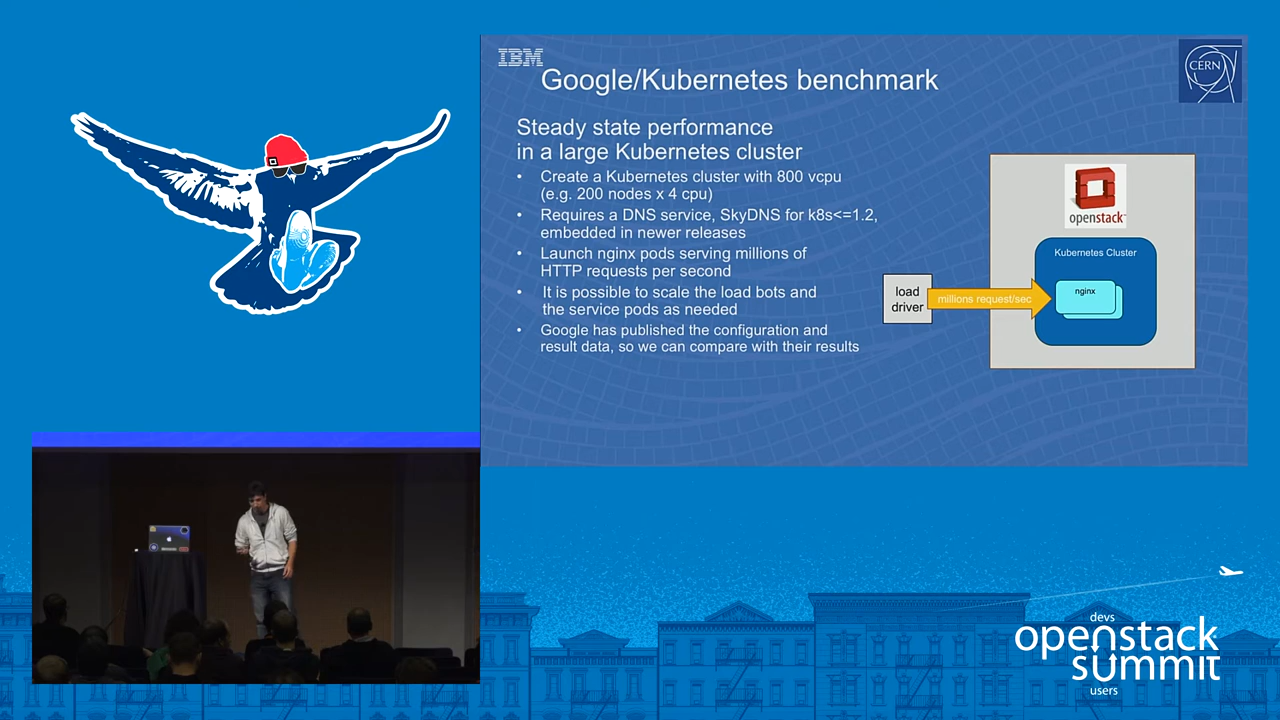 IBM
CERN
Google/Kubernetes benchmark
Steady state performance
in a large Kubernetes cluster
• Create a Kubernetes cluster with 800 vcpu
(e.g. 200 nodes x 4 cpu)
• Requires a DNS service, SkyDNS for k8s<=1.2,
embedded in newer releases
• Launch nginx pods serving millions of
HTTP requests per second
• It is possible to scale the load bots and
the service pods as needed
• Google has published the configuration and
result data, so we can compare with their results
openstack
Kubernetes Cluster
nginx
load
driver
millions request/sec
devs
openstack
summit
users